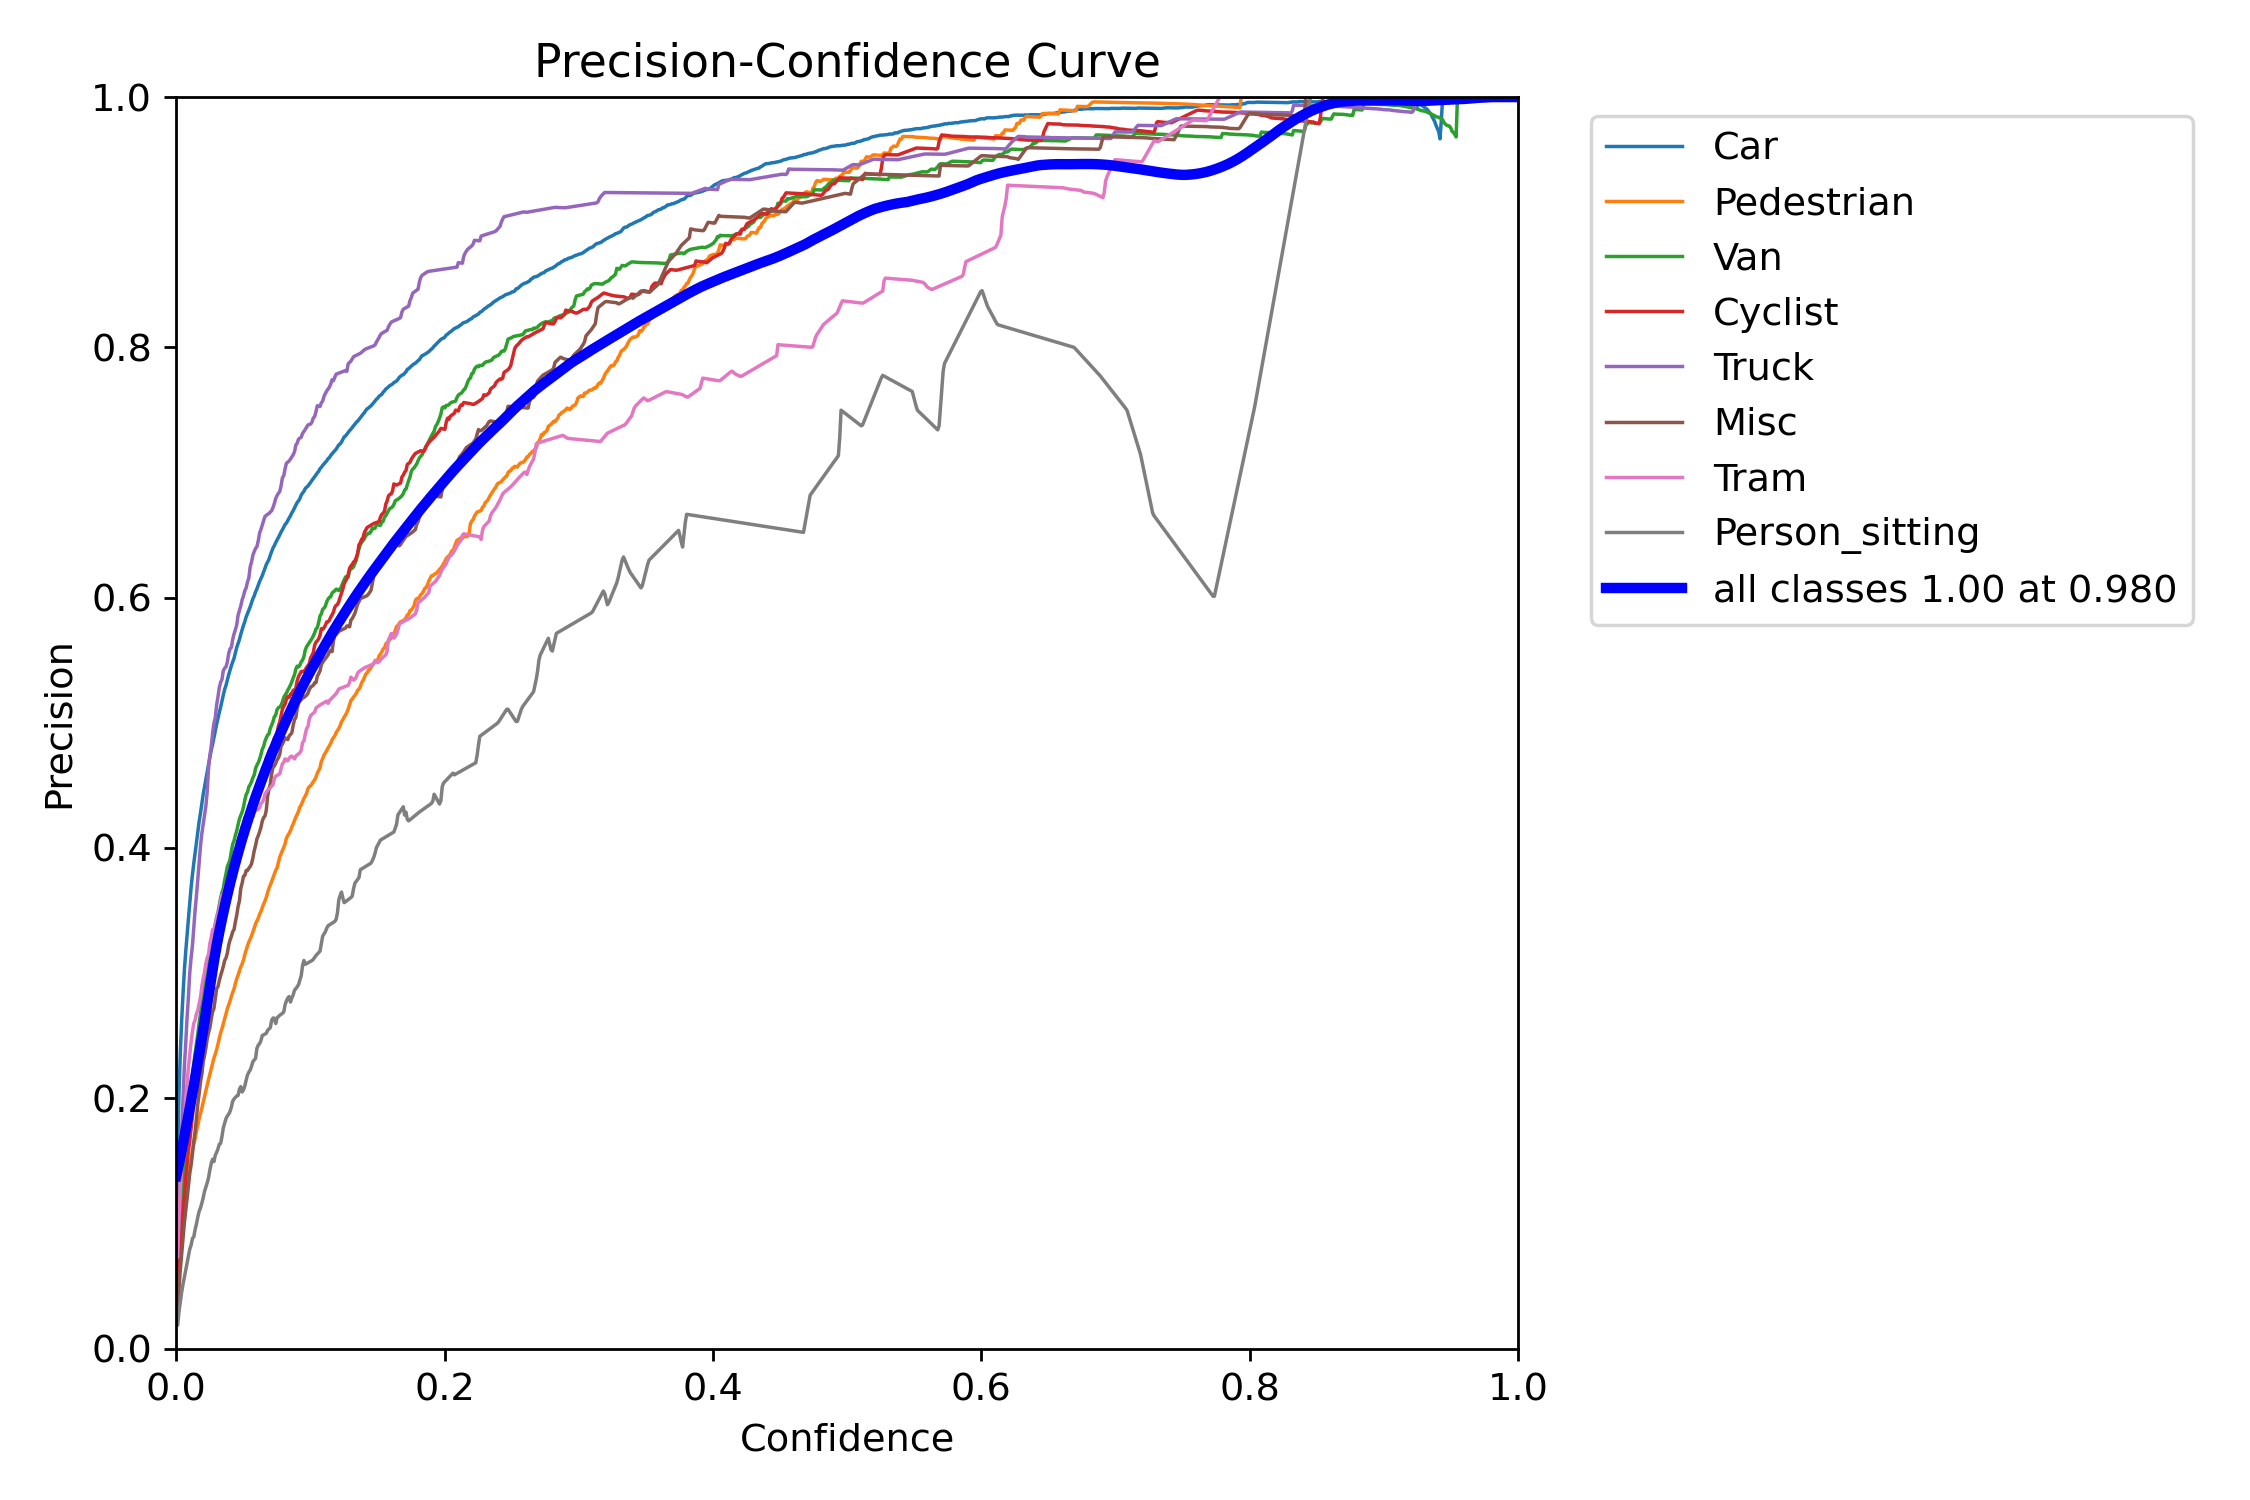 Precision-Confidence Curve
1.0
0.8
0.6
0.4
0.2
0.0
Precision
0.0 0.2 0.4 0.6 0.8 1.0
Confidence
Car
Pedestrian
Van
Cyclist
Truck
Misc
Tram
Person_sitting
all classes 1.00 at 0.980